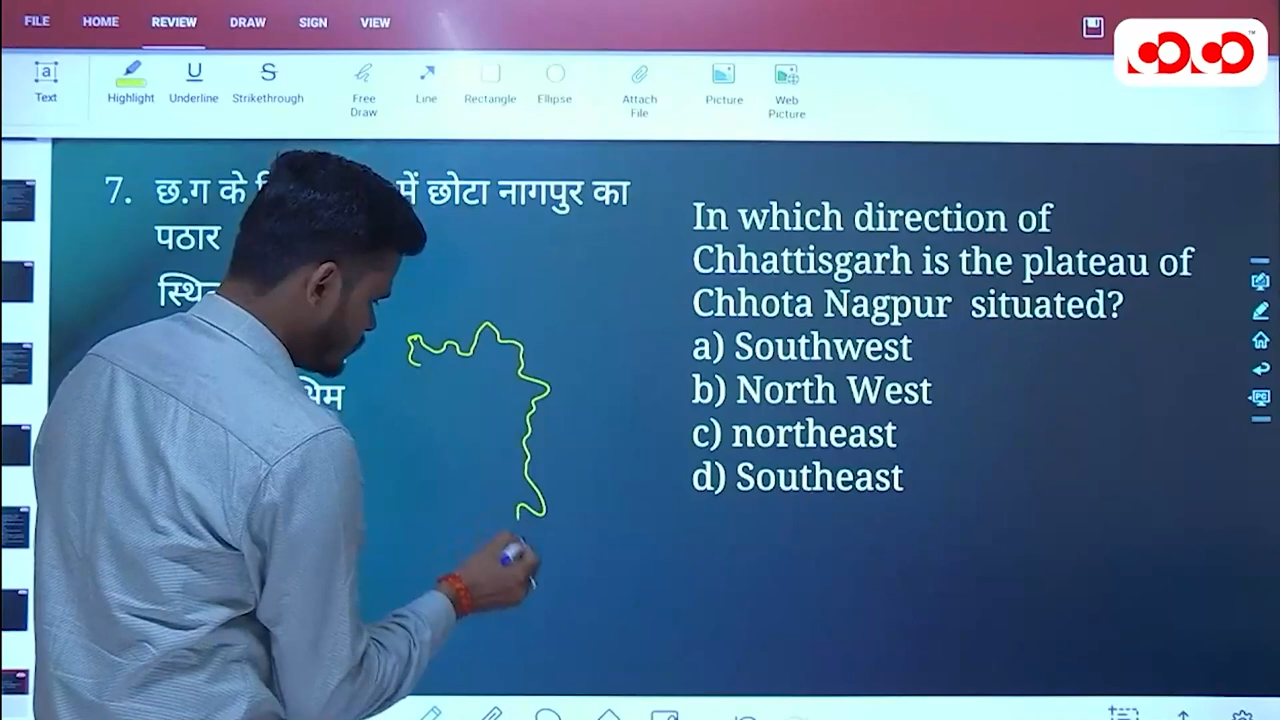 FILE HOME REVIEW DRAW SIGN VIEW
Text Highlight Underline Strikethrough Free Draw Line Rectangle Ellipse Attach File Picture Web Picture
7. छ.ग के में छोटा नागपुर का
पठार
In which direction of
Chhattisgarh is the plateau of
Chhota Nagpur situated?
a) Southwest
b) North West
c) northeast
d) Southeast